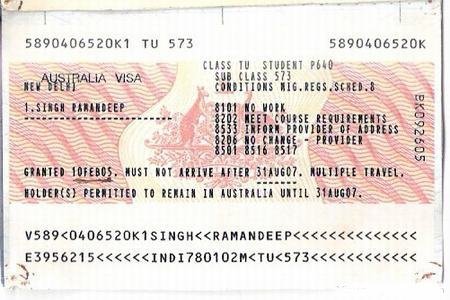 5890406520K1 TU 573 5890406520K
CLASS TU STUDENT P640
AUSTRALIA VISA SUB CLASS 573
NEW DELHI CONDITIONS MIG.REGS.SCHED.8
1.SINGH RAMANDEEP 8101 NO WORK
8202 MEET COURSE REQUIREMENTS
8533 INFORM PROVIDER OF ADDRESS
8206 NO CHANGE - PROVIDER
8501 8516 8517
BK092605
GRANTED 10FEB05. MUST NOT ARRIVE AFTER 31AUG07. MULTIPLE TRAVEL.
HOLDER(S) PERMITTED TO REMAIN IN AUSTRALIA UNTIL 31AUG07.
V589<0406520K1SINGH<<RAMANDEEP<<<<<<<<<<<<<<
E3956215<<<<<<INDI780102M<TU<573<<<<<<<<<<<<